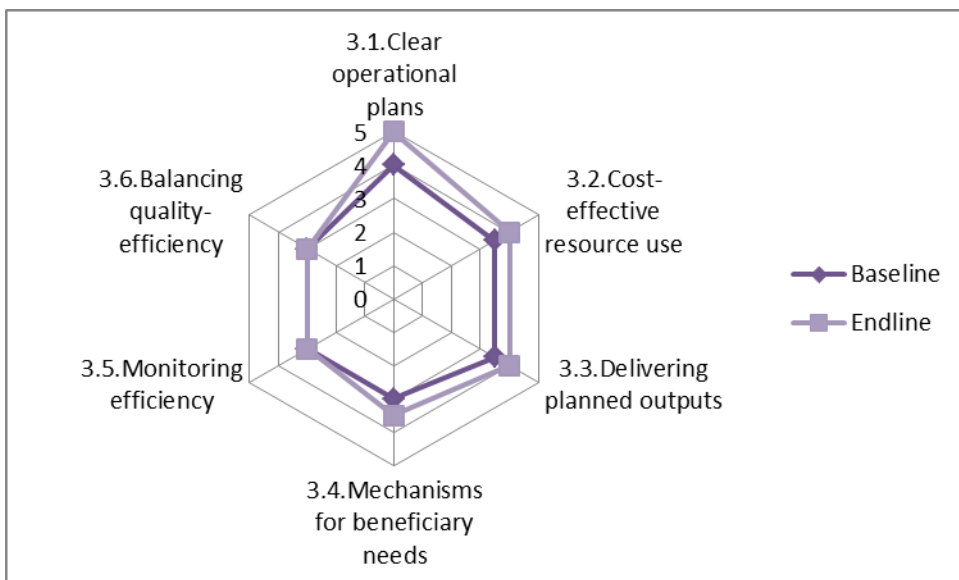 3.1.Clear
operational
plans
5
4
3
2
1
0
3.2.Cost-
effective
resource use
3.3.Delivering
planned outputs
3.4.Mechanisms
for beneficiary
needs
3.5.Monitoring
efficiency
3.6.Balancing
quality-
efficiency
Baseline
Endline